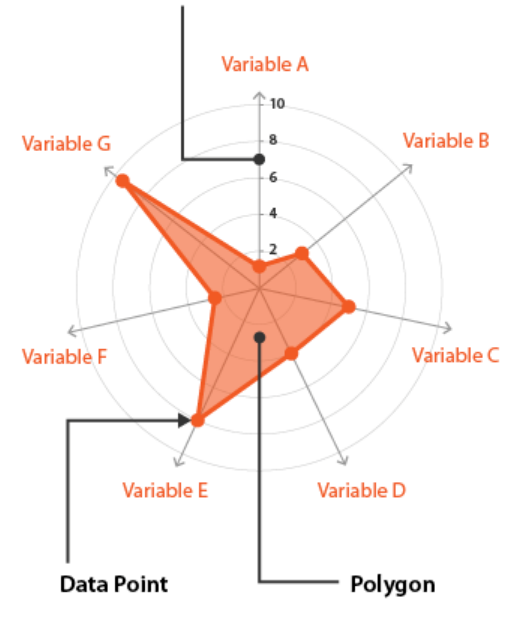 Variable A
10
Variable B
8
Variable G
6
4
2
Variable F
Variable C
Variable E
Variable D
Data Point
Polygon